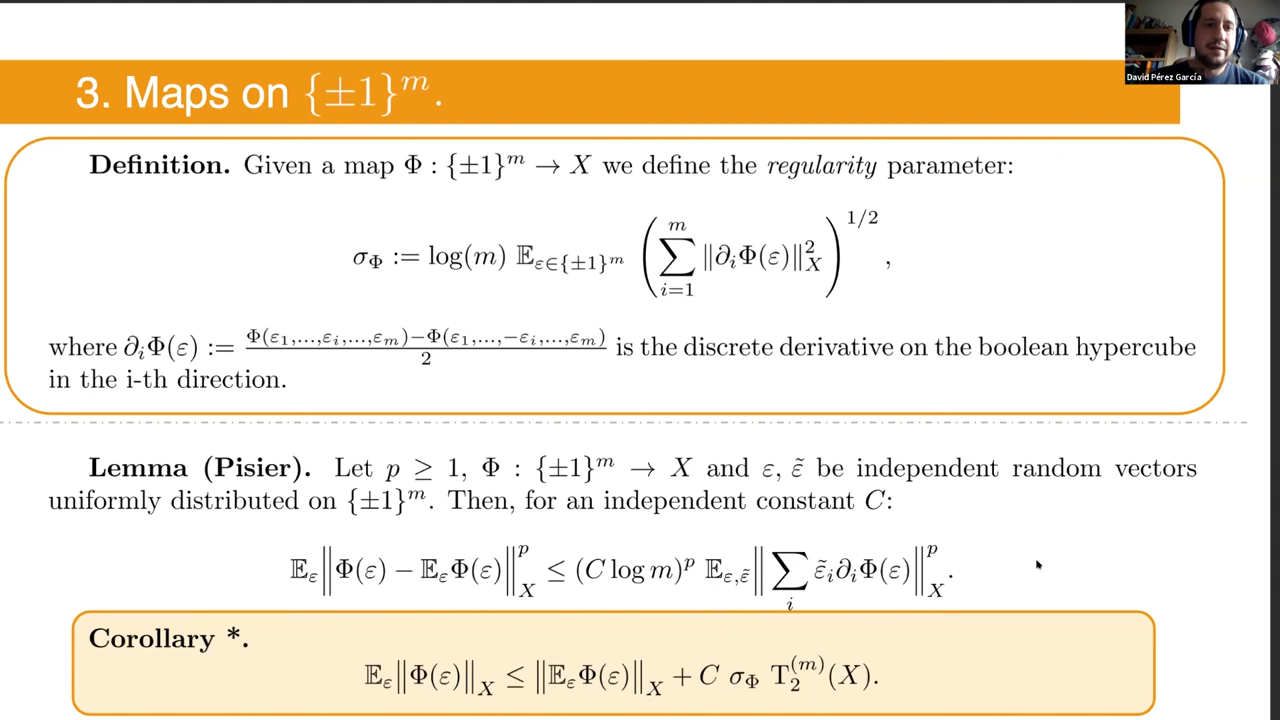 David Pérez García
3. Maps on {±1}^m.
Definition. Given a map Φ : {±1}^m → X we define the regularity parameter:
σ_Φ := log(m) 𝔼_{ε∈{±1}^m} ( ∑_{i=1}^{m} ‖∂_iΦ(ε)‖_X^2 )^{1/2} ,
where ∂_iΦ(ε) := \frac{Φ(ε_1,...,ε_i,...,ε_m)−Φ(ε_1,...,−ε_i,...,ε_m)}{2} is the discrete derivative on the boolean hypercube
in the i-th direction.
Lemma (Pisier). Let p ≥ 1, Φ : {±1}^m → X and ε, ε̃ be independent random vectors
uniformly distributed on {±1}^m. Then, for an independent constant C:
𝔼_ε‖Φ(ε) − 𝔼_εΦ(ε)‖_X^p ≤ (C log m)^p 𝔼_{ε,ε̃}‖∑_i ε̃_i∂_iΦ(ε)‖_X^p.
Corollary *.
𝔼_ε‖Φ(ε)‖_X ≤ ‖𝔼_εΦ(ε)‖_X + C σ_Φ T_2^{(m)}(X).